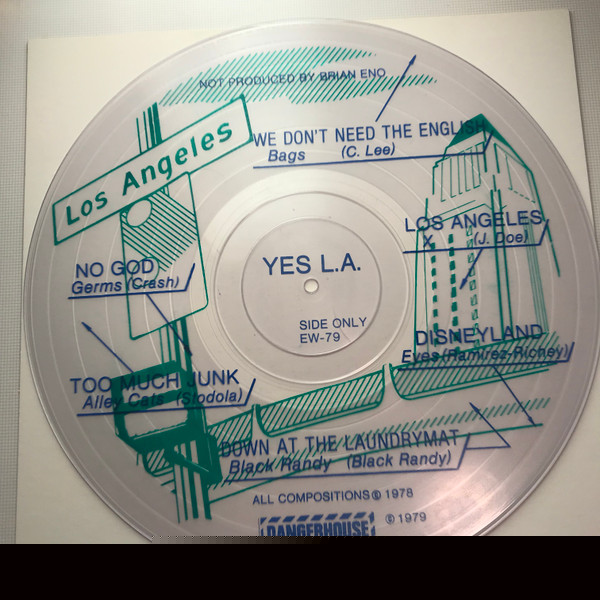 NOT PRODUCED BY BRIAN ENO
Los Angeles
WE DON'T NEED THE ENGLISH
Bags (C. Lee)
LOS ANGELES
X (J. Doe)
NO GOD
Germs (Crash)
YES L.A.
SIDE ONLY
EW-79
DISNEYLAND
Eyes (Ramirez-Richey)
TOO MUCH JUNK
Alley Cats (Stodola)
DOWN AT THE LAUNDRYMAT
Black Randy (Black Randy)
ALL COMPOSITIONS © 1978
DANGERHOUSE
℗ 1979